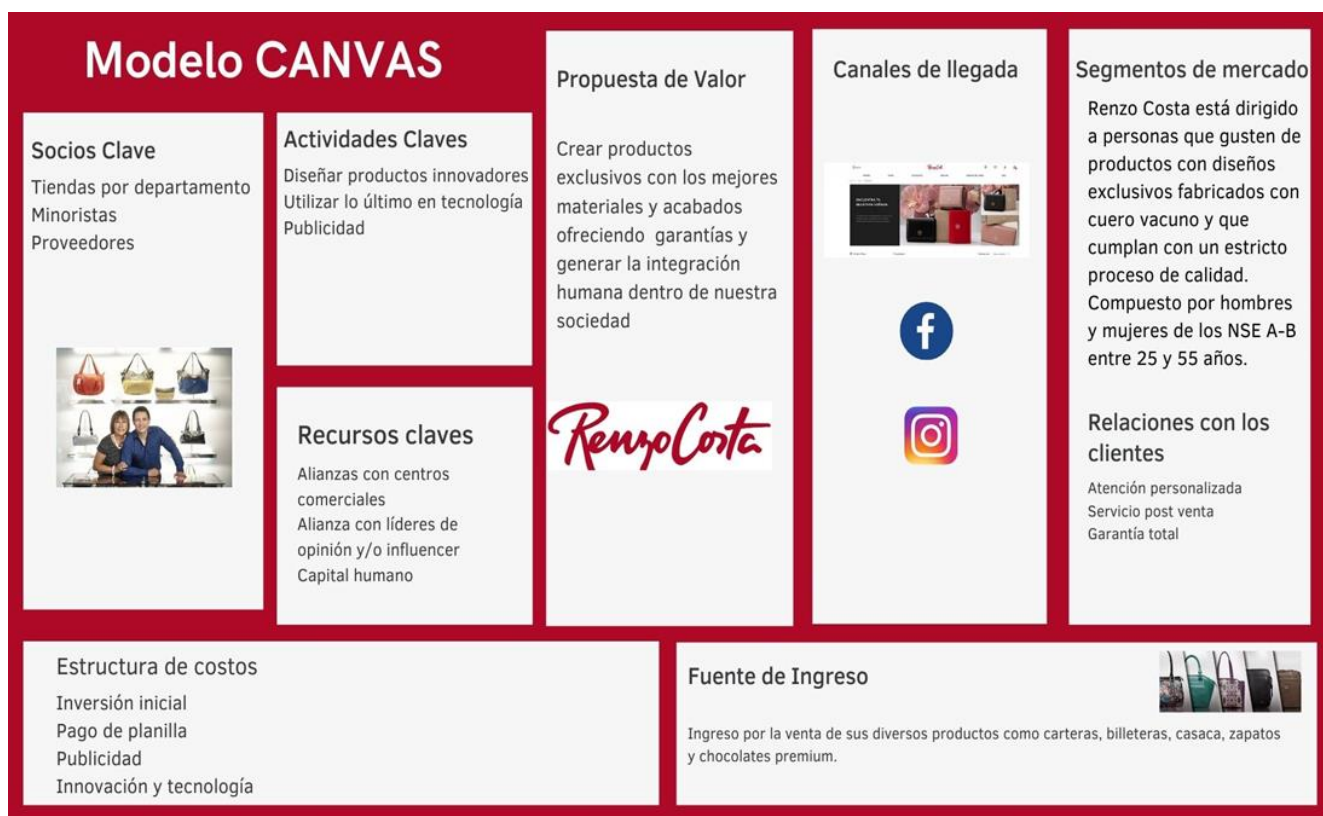 Modelo CANVAS
Socios Clave
Tiendas por departamento
Minoristas
Proveedores
Actividades Claves
Diseñar productos innovadores
Utilizar lo último en tecnología
Publicidad
Recursos claves
Alianzas con centros
comerciales
Alianza con líderes de
opinión y/o influencer
Capital humano
Propuesta de Valor
Crear productos
exclusivos con los mejores
materiales y acabados
ofreciendo garantías y
generar la integración
humana dentro de nuestra
sociedad
Renzo Costa
Canales de llegada
Segmentos de mercado
Renzo Costa está dirigido
a personas que gusten de
productos con diseños
exclusivos fabricados con
cuero vacuno y que
cumplan con un estricto
proceso de calidad.
Compuesto por hombres
y mujeres de los NSE A-B
entre 25 y 55 años.
Relaciones con los
clientes
Atención personalizada
Servicio post venta
Garantía total
Estructura de costos
Inversión inicial
Pago de planilla
Publicidad
Innovación y tecnología
Fuente de Ingreso
Ingreso por la venta de sus diversos productos como carteras, billeteras, casaca, zapatos
y chocolates premium.